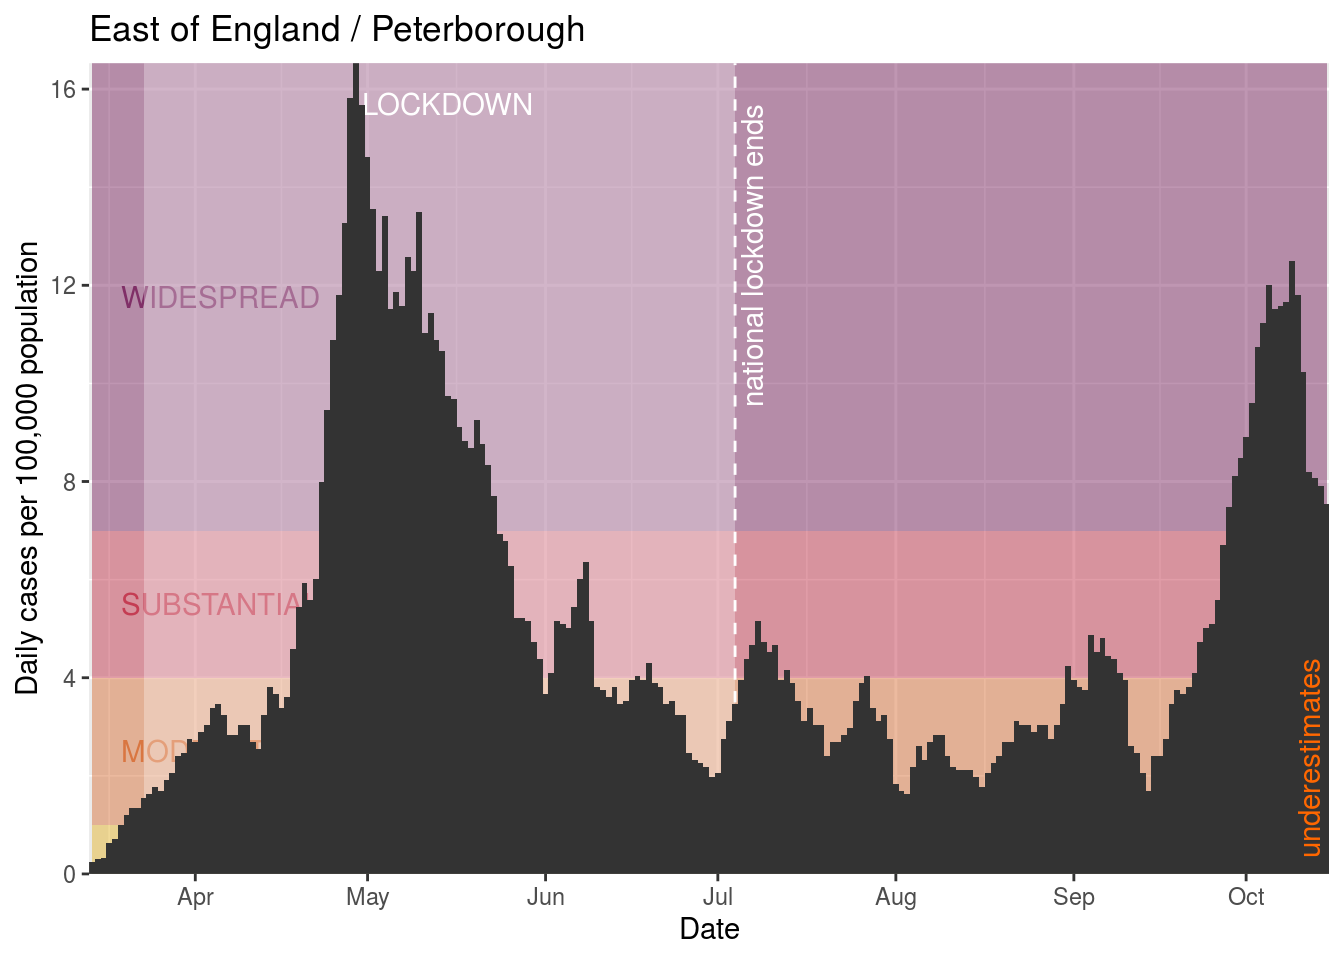 East of England / Peterborough
Daily cases per 100,000 population
16
12
8
4
0
LOCKDOWN
national lockdown ends
WIDESPREAD
SUBSTANTIA
underestimates
Apr
May
Jun
Jul
Aug
Sep
Oct
Date